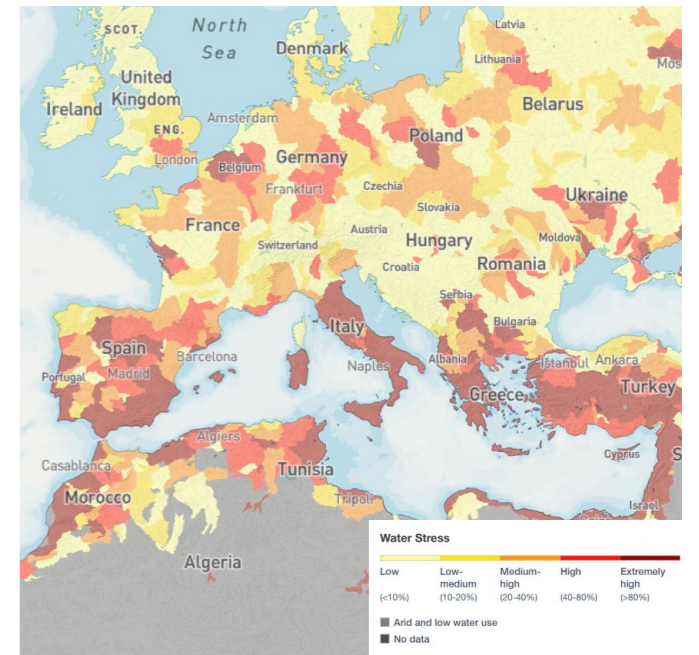 SCOT.
North
Sea
Denmark
Latvia
Lithuania
Mos
United
Kingdom
Ireland
Belarus
Amsterdam
ENG.
London
Poland
Belgium
Germany
Frankfurt
Czechia
Ukraine
Slovakia
France
Austria
Switzerland
Hungary
Moldova
Croatia
Romania
Serbia
Italy
Bulgaria
Spain
Barcelona
Portugal
Madrid
Naples
Albania
Istanbul
Ankara
Greece
Turkey
Algiers
Casablanca
Tunisia
Cyprus
S
Morocco
Tripoli
Israel
Algeria
Water Stress
Low
Low-
medium
Medium-
high
High
Extremely
high
(<10%)
(10-20%)
(20-40%)
(40-80%)
(>80%)
Arid and low water use
No data